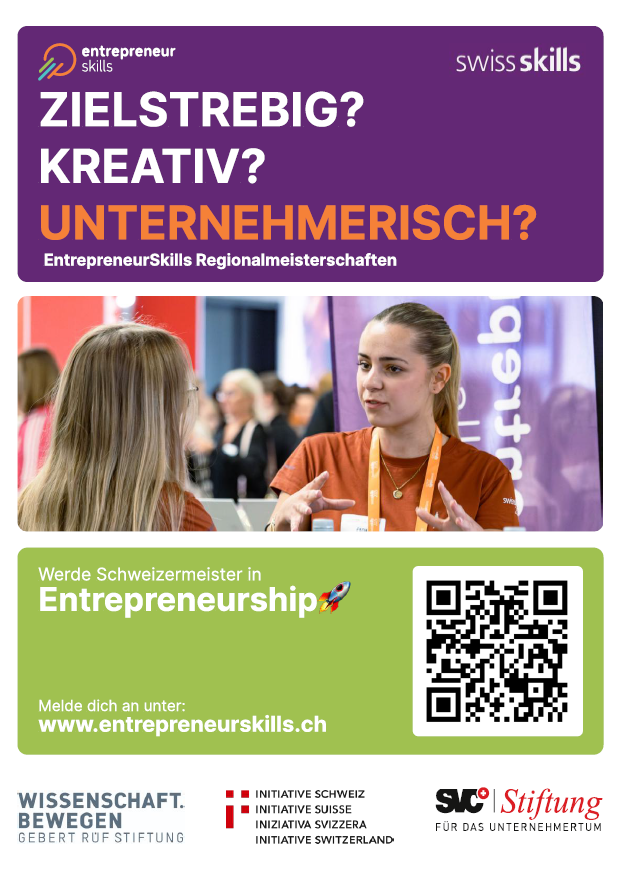 entrepreneur
skills
swiss skills
ZIELSTREBIG?
KREATIV?
UNTERNEHMERISCH?
EntrepreneurSkills Regionalmeisterschaften
Werde Schweizermeister in
Entrepreneurship🚀
Melde dich an unter:
www.entrepreneurskills.ch
WISSENSCHAFT.
BEWEGEN
GEBERT RÜF STIFTUNG
INITIATIVE SCHWEIZ
INITIATIVE SUISSE
INIZIATIVA SVIZZERA
INITIATIVE SWITZERLAND
SVC Stiftung
FÜR DAS UNTERNEHMERTUM